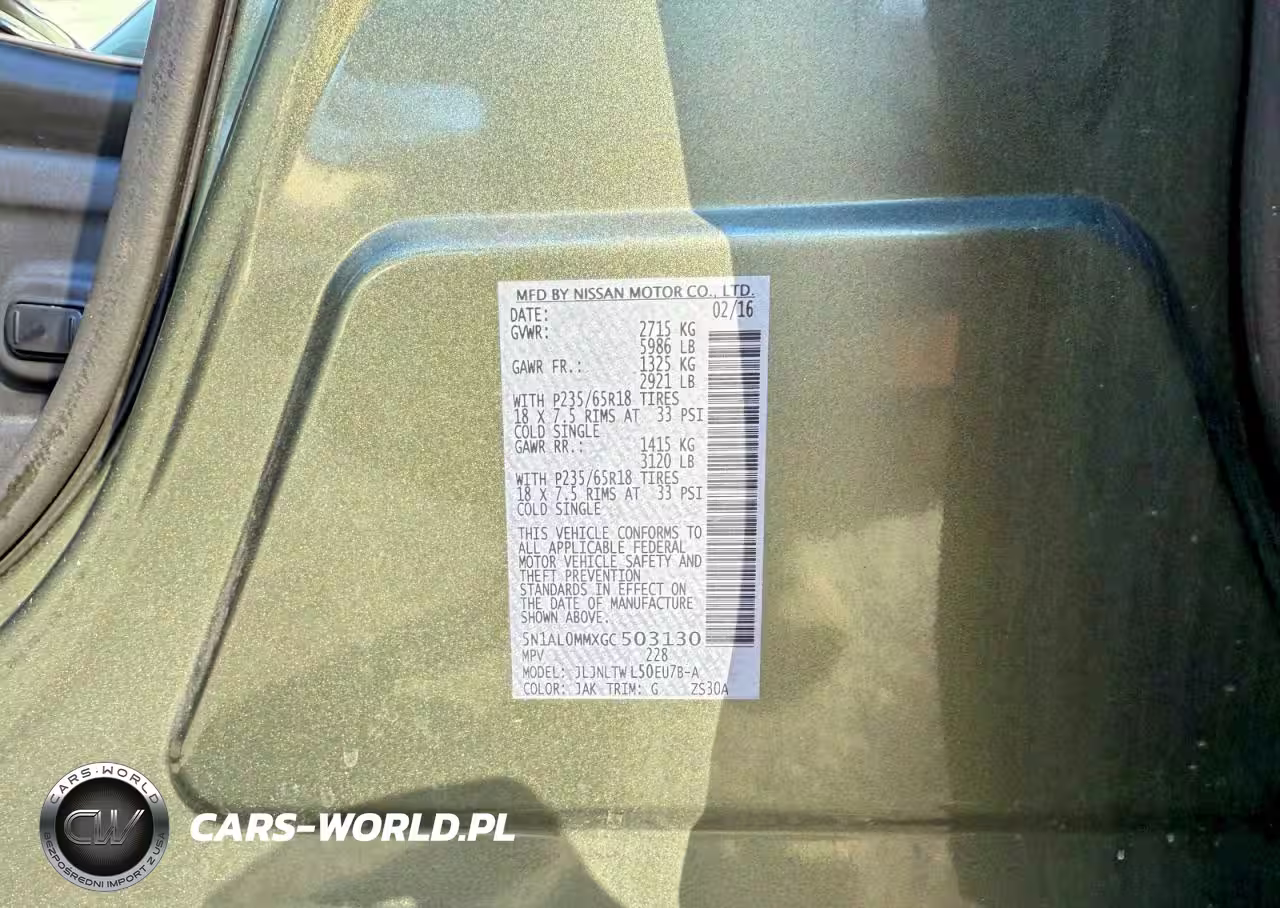 MFD BY NISSAN MOTOR CO., LTD.
DATE: 02/16
GVWR: 2715 KG
5986 LB
GAWR FR.: 1325 KG
2921 LB
WITH P235/65R18 TIRES
18 X 7.5 RIMS AT 33 PSI
COLD SINGLE
GAWR RR.: 1415 KG
3120 LB
WITH P235/65R18 TIRES
18 X 7.5 RIMS AT 33 PSI
COLD SINGLE
THIS VEHICLE CONFORMS TO
ALL APPLICABLE FEDERAL
MOTOR VEHICLE SAFETY AND
THEFT PREVENTION
STANDARDS IN EFFECT ON
THE DATE OF MANUFACTURE
SHOWN ABOVE.
5N1AL0MMXGC503130
MPV 228
MODEL: JLJNLTWL50EU7B-A
COLOR: JAK TRIM: G ZS30A
CARS-WORLD
CW
BEZPOŚREDNI IMPORT Z USA
CARS-WORLD.PL